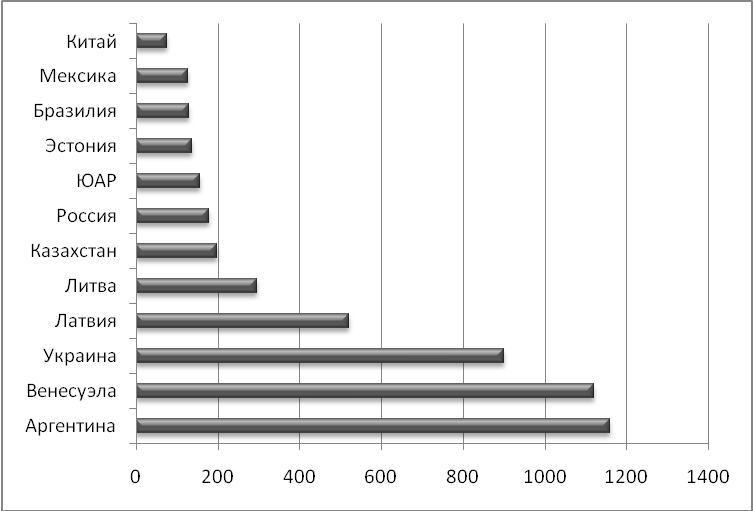 Китай
Мексика
Бразилия
Эстония
ЮАР
Россия
Казахстан
Литва
Латвия
Украина
Венесуэла
Аргентина
0 200 400 600 800 1000 1200 1400